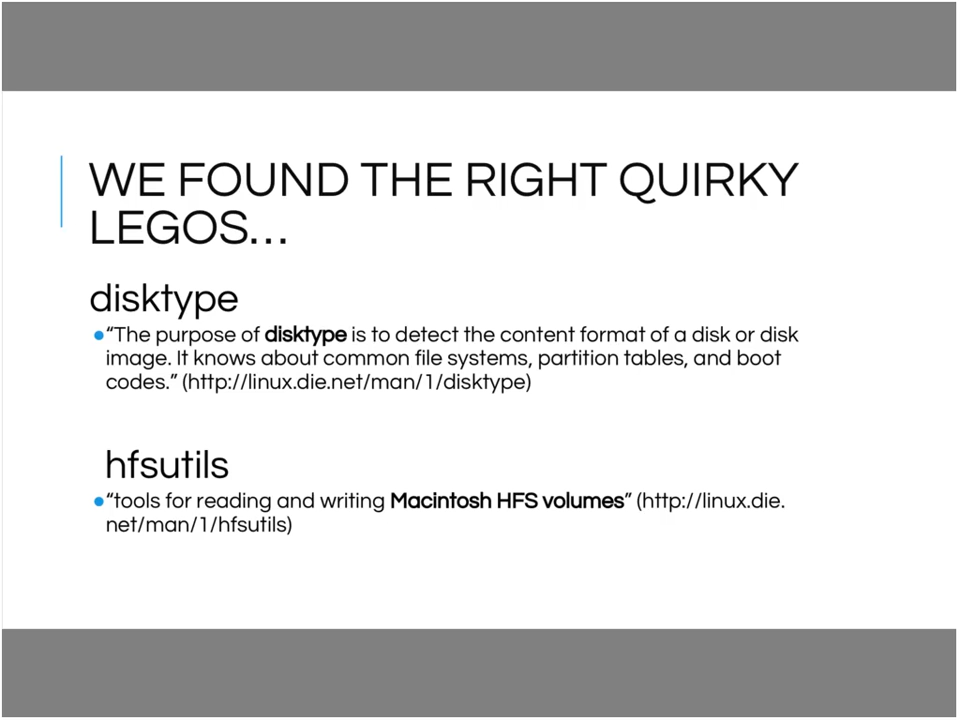 WE FOUND THE RIGHT QUIRKY
LEGOS...
disktype
●“The purpose of disktype is to detect the content format of a disk or disk
image. It knows about common file systems, partition tables, and boot
codes.” (http://linux.die.net/man/1/disktype)
hfsutils
●“tools for reading and writing Macintosh HFS volumes” (http://linux.die.
net/man/1/hfsutils)